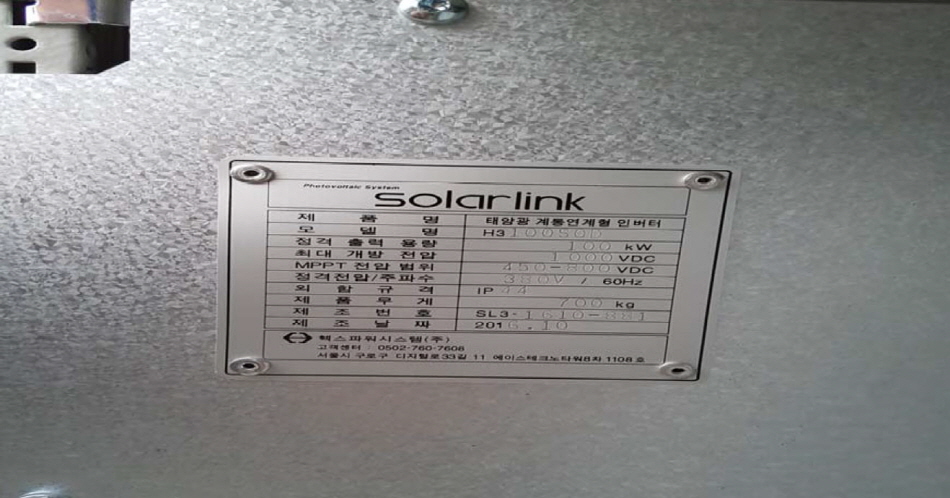 Photovoltaic System
solarlink
제 품 명 태양광 계통연계형 인버터
모 델 명 H3100SOD
정격 출력 용량 100 kW
최대 개방 전압 1000 VDC
MPPT 전압 범위 450-800 VDC
정격전압/주파수 380V / 60Hz
외 함 규 격 IP 44
제 품 무 게 700 kg
제 조 번 호 SL3-1610-881
제 조 날 짜 2016.10
헥스파워시스템(주)
고객센터 : 0502-760-7606
서울시 구로구 디지털로33길 11 에이스테크노타워8차 1108호